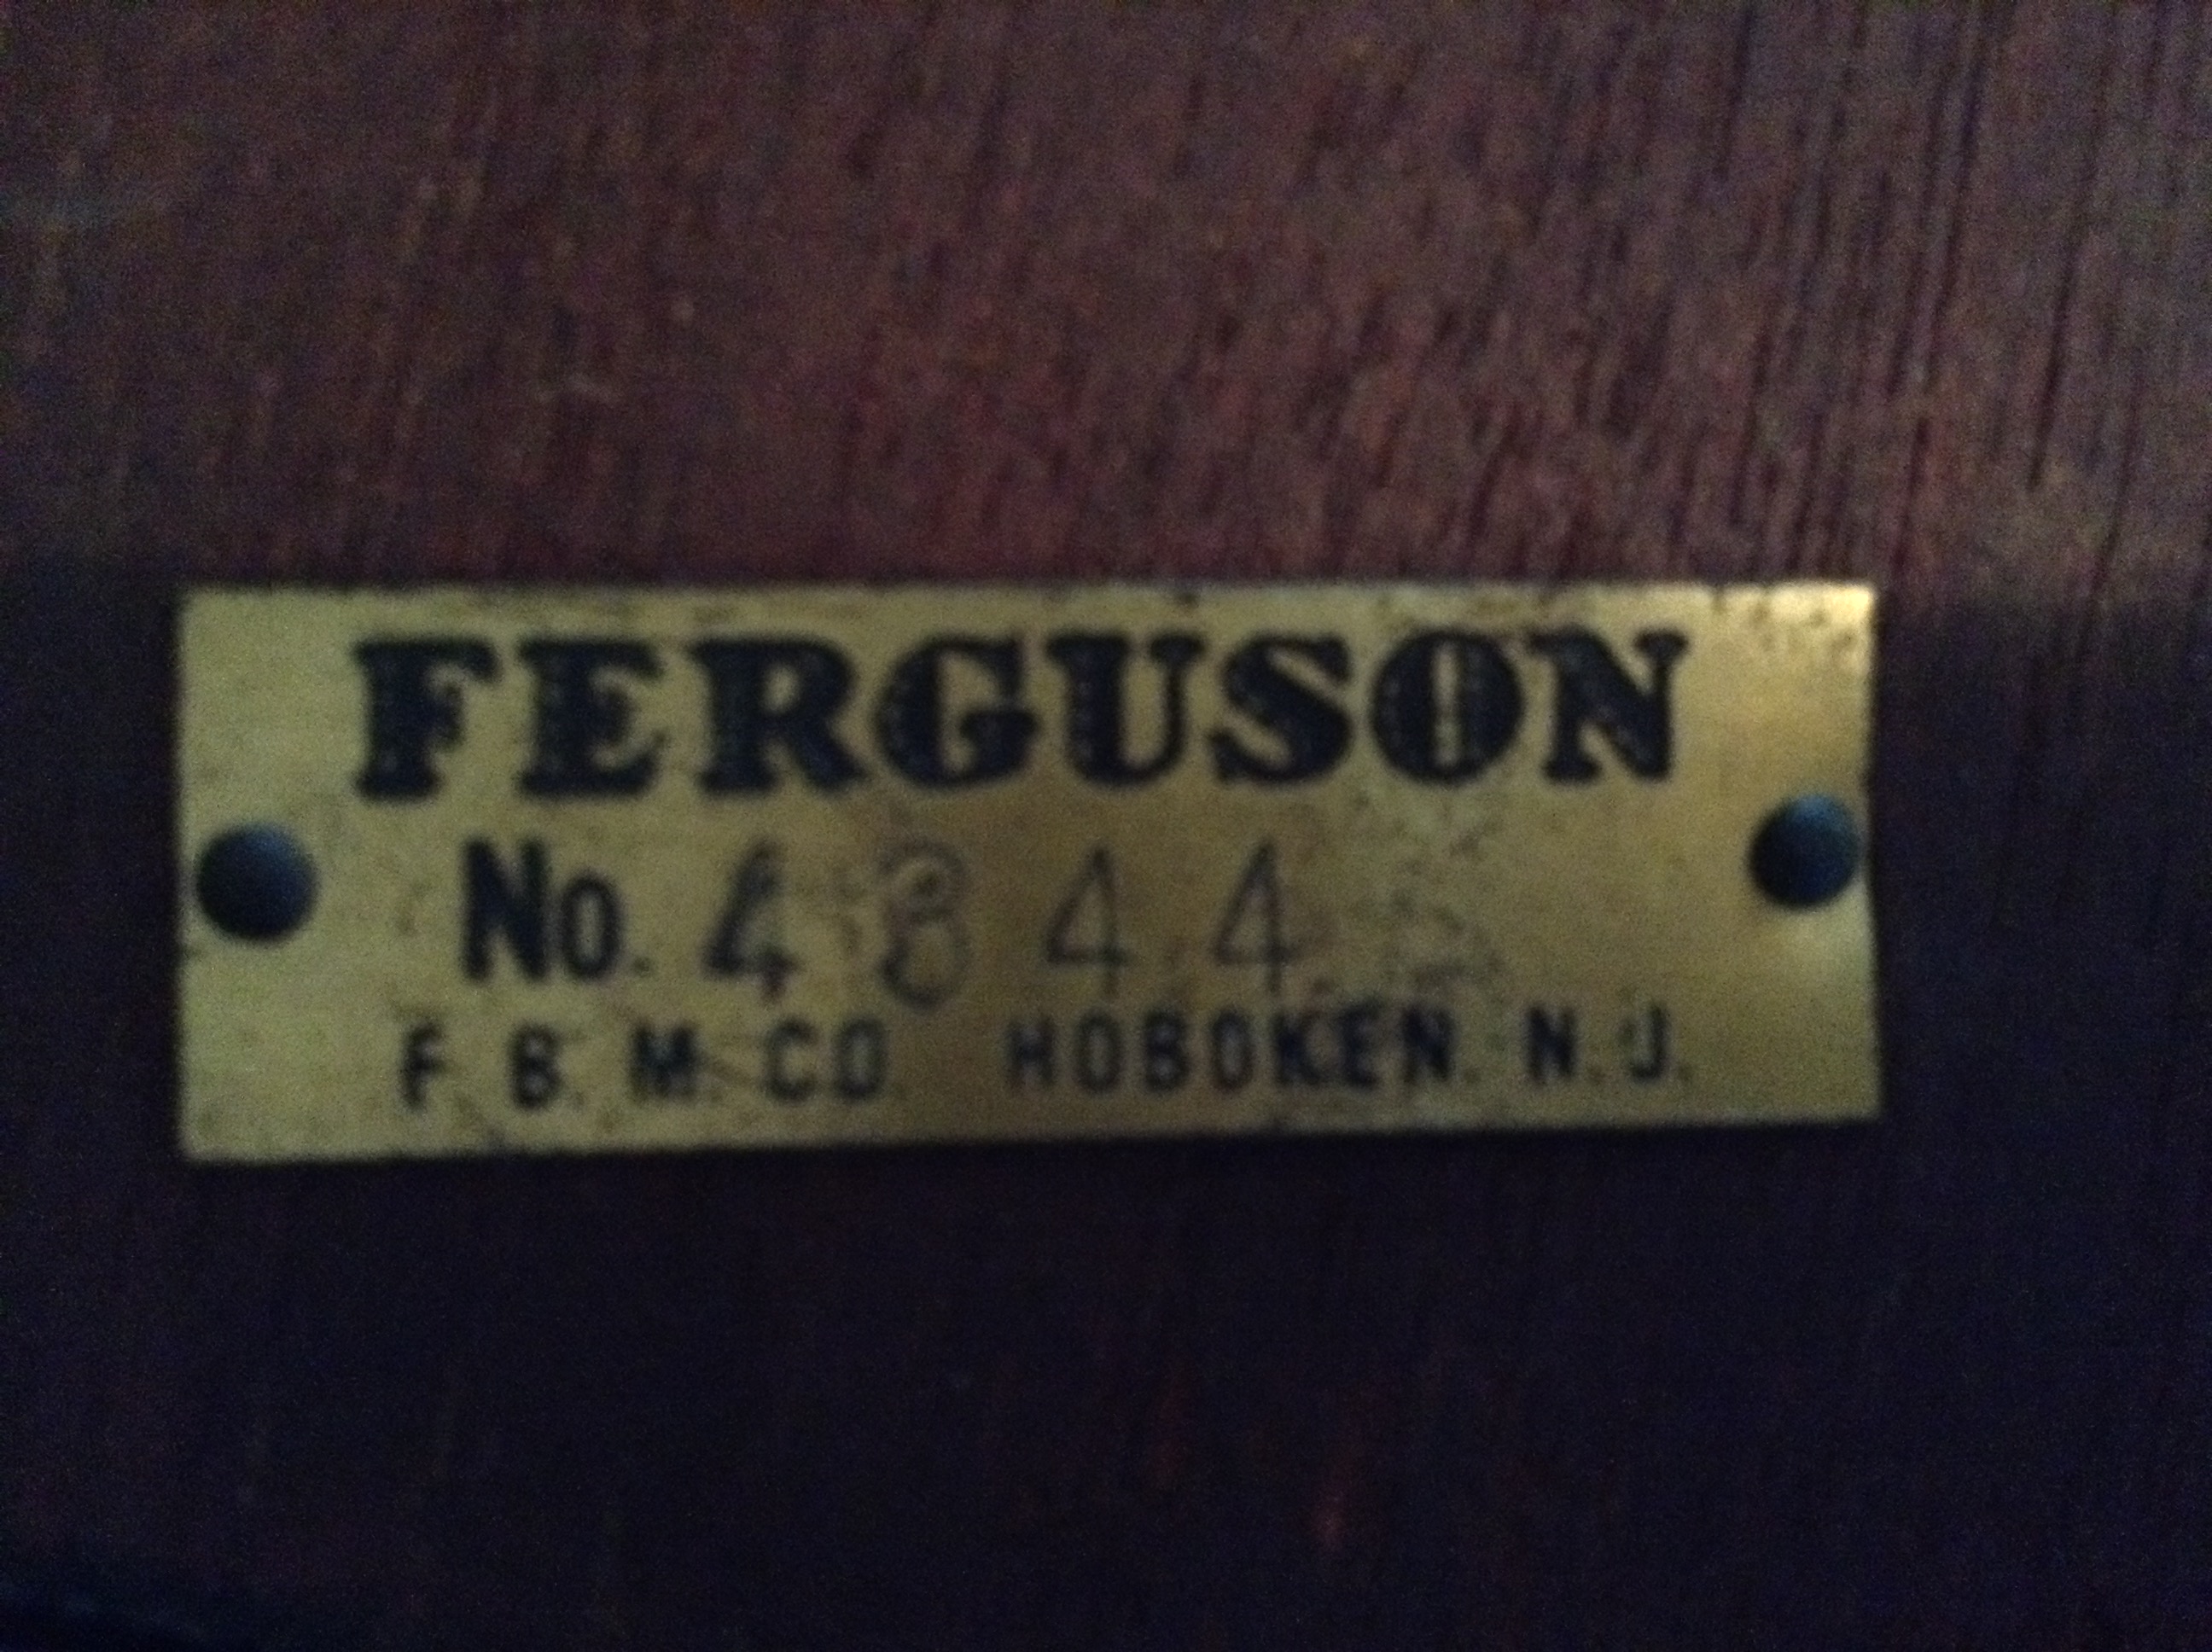 FERGUSON
No. 4844
F. B. M. CO. HOBOKEN. N. J.